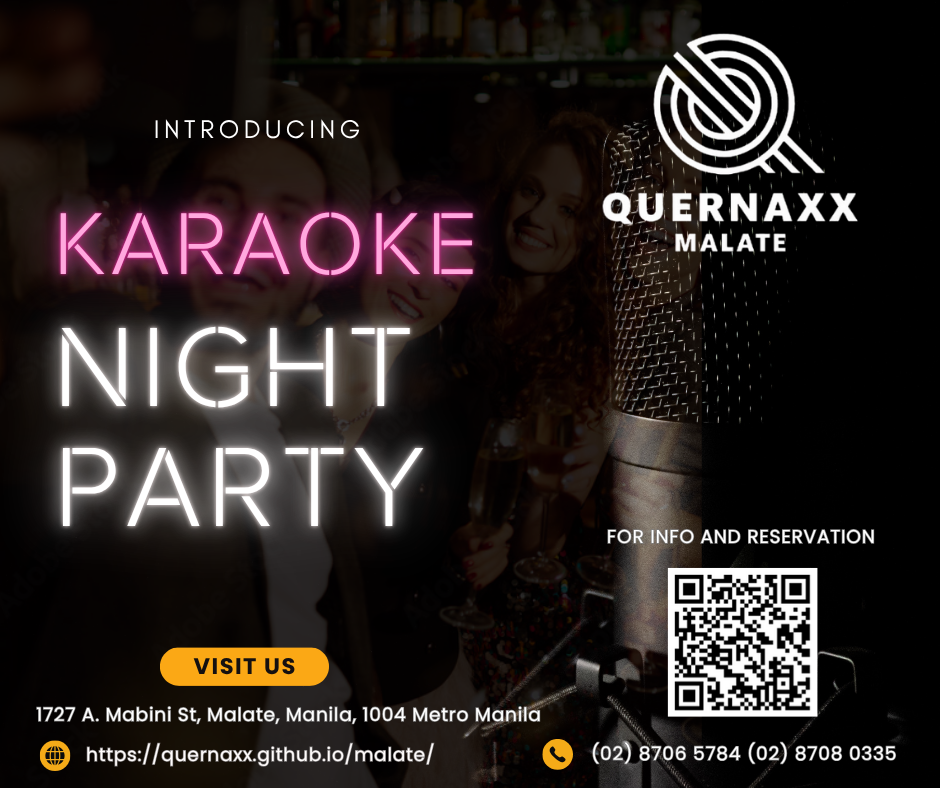 INTRODUCING
KARAOKE
NIGHT
PARTY
QUERNAXX
MALATE
FOR INFO AND RESERVATION
VISIT US
1727 A. Mabini St, Malate, Manila, 1004 Metro Manila
https://quernaxx.github.io/malate/
(02) 8706 5784 (02) 8708 0335